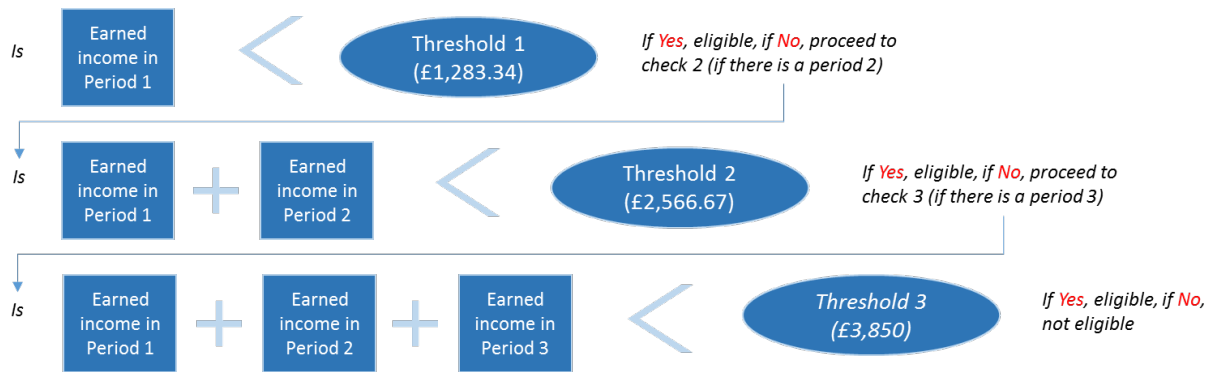 Is
Earned
income in
Period 1
Threshold 1
(£1,283.34)
If Yes, eligible, if No, proceed to
check 2 (if there is a period 2)
Is
Earned
income in
Period 1
+
Earned
income in
Period 2
Threshold 2
(£2,566.67)
If Yes, eligible, if No, proceed to
check 3 (if there is a period 3)
Is
Earned
income in
Period 1
+
Earned
income in
Period 2
+
Earned
income in
Period 3
Threshold 3
(£3,850)
If Yes, eligible, if No,
not eligible